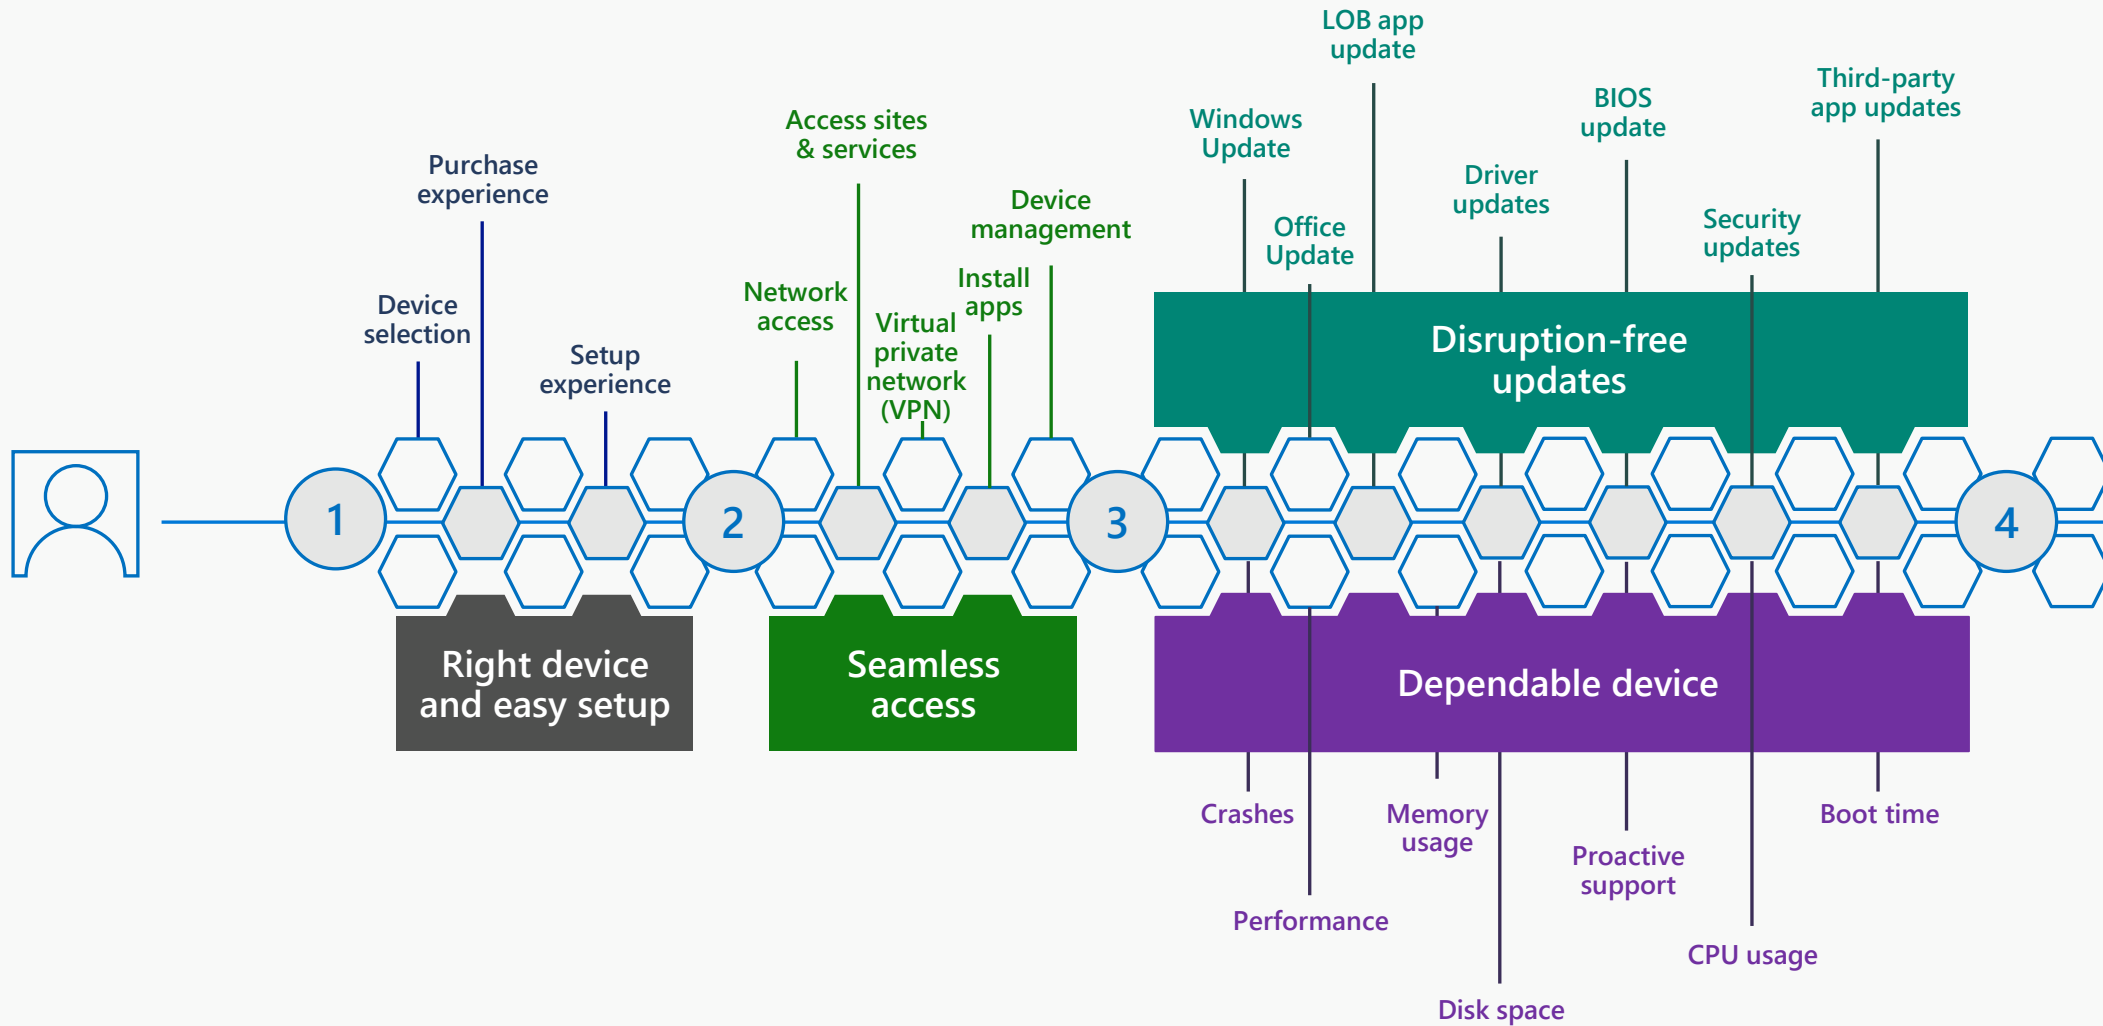 LOB app
update
Third-party
app updates
BIOS
update
Access sites
& services
Windows
Update
Purchase
experience
Driver
updates
Device
management
Security
updates
Office
Update
Network
access
Install
apps
Device
selection
Virtual
private
network
(VPN)
Setup
experience
Disruption-free
updates
1
2
3
4
Right device
and easy setup
Seamless
access
Dependable device
Crashes
Memory
usage
Boot time
Proactive
support
Performance
CPU usage
Disk space